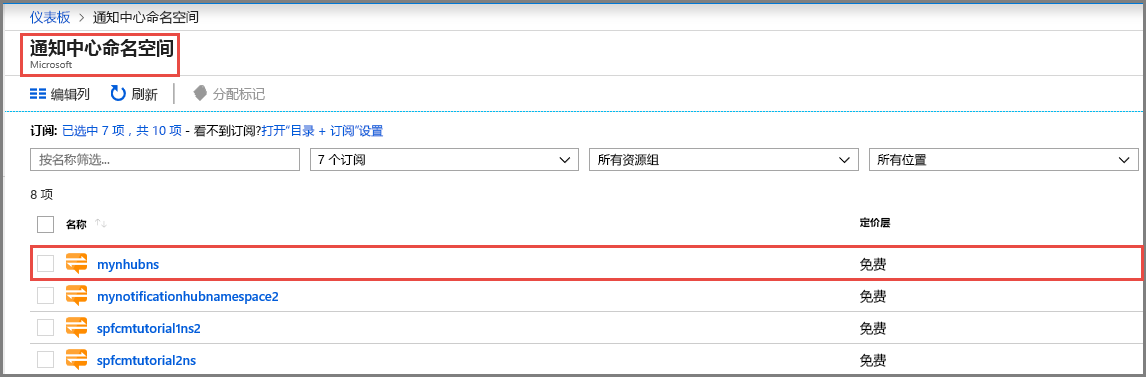 仪表板 > 通知中心命名空间
通知中心命名空间
Microsoft
编辑列 刷新 分配标记
订阅: 已选中 7 项，共 10 项 - 看不到订阅?打开“目录 + 订阅”设置
按名称筛选... 7 个订阅 所有资源组 所有位置
8 项
名称 ↑↓ 定价层
mynhubns 免费
mynotificationhubnamespace2 免费
spfcmtutorial1ns2 免费
spfcmtutorial2ns 免费